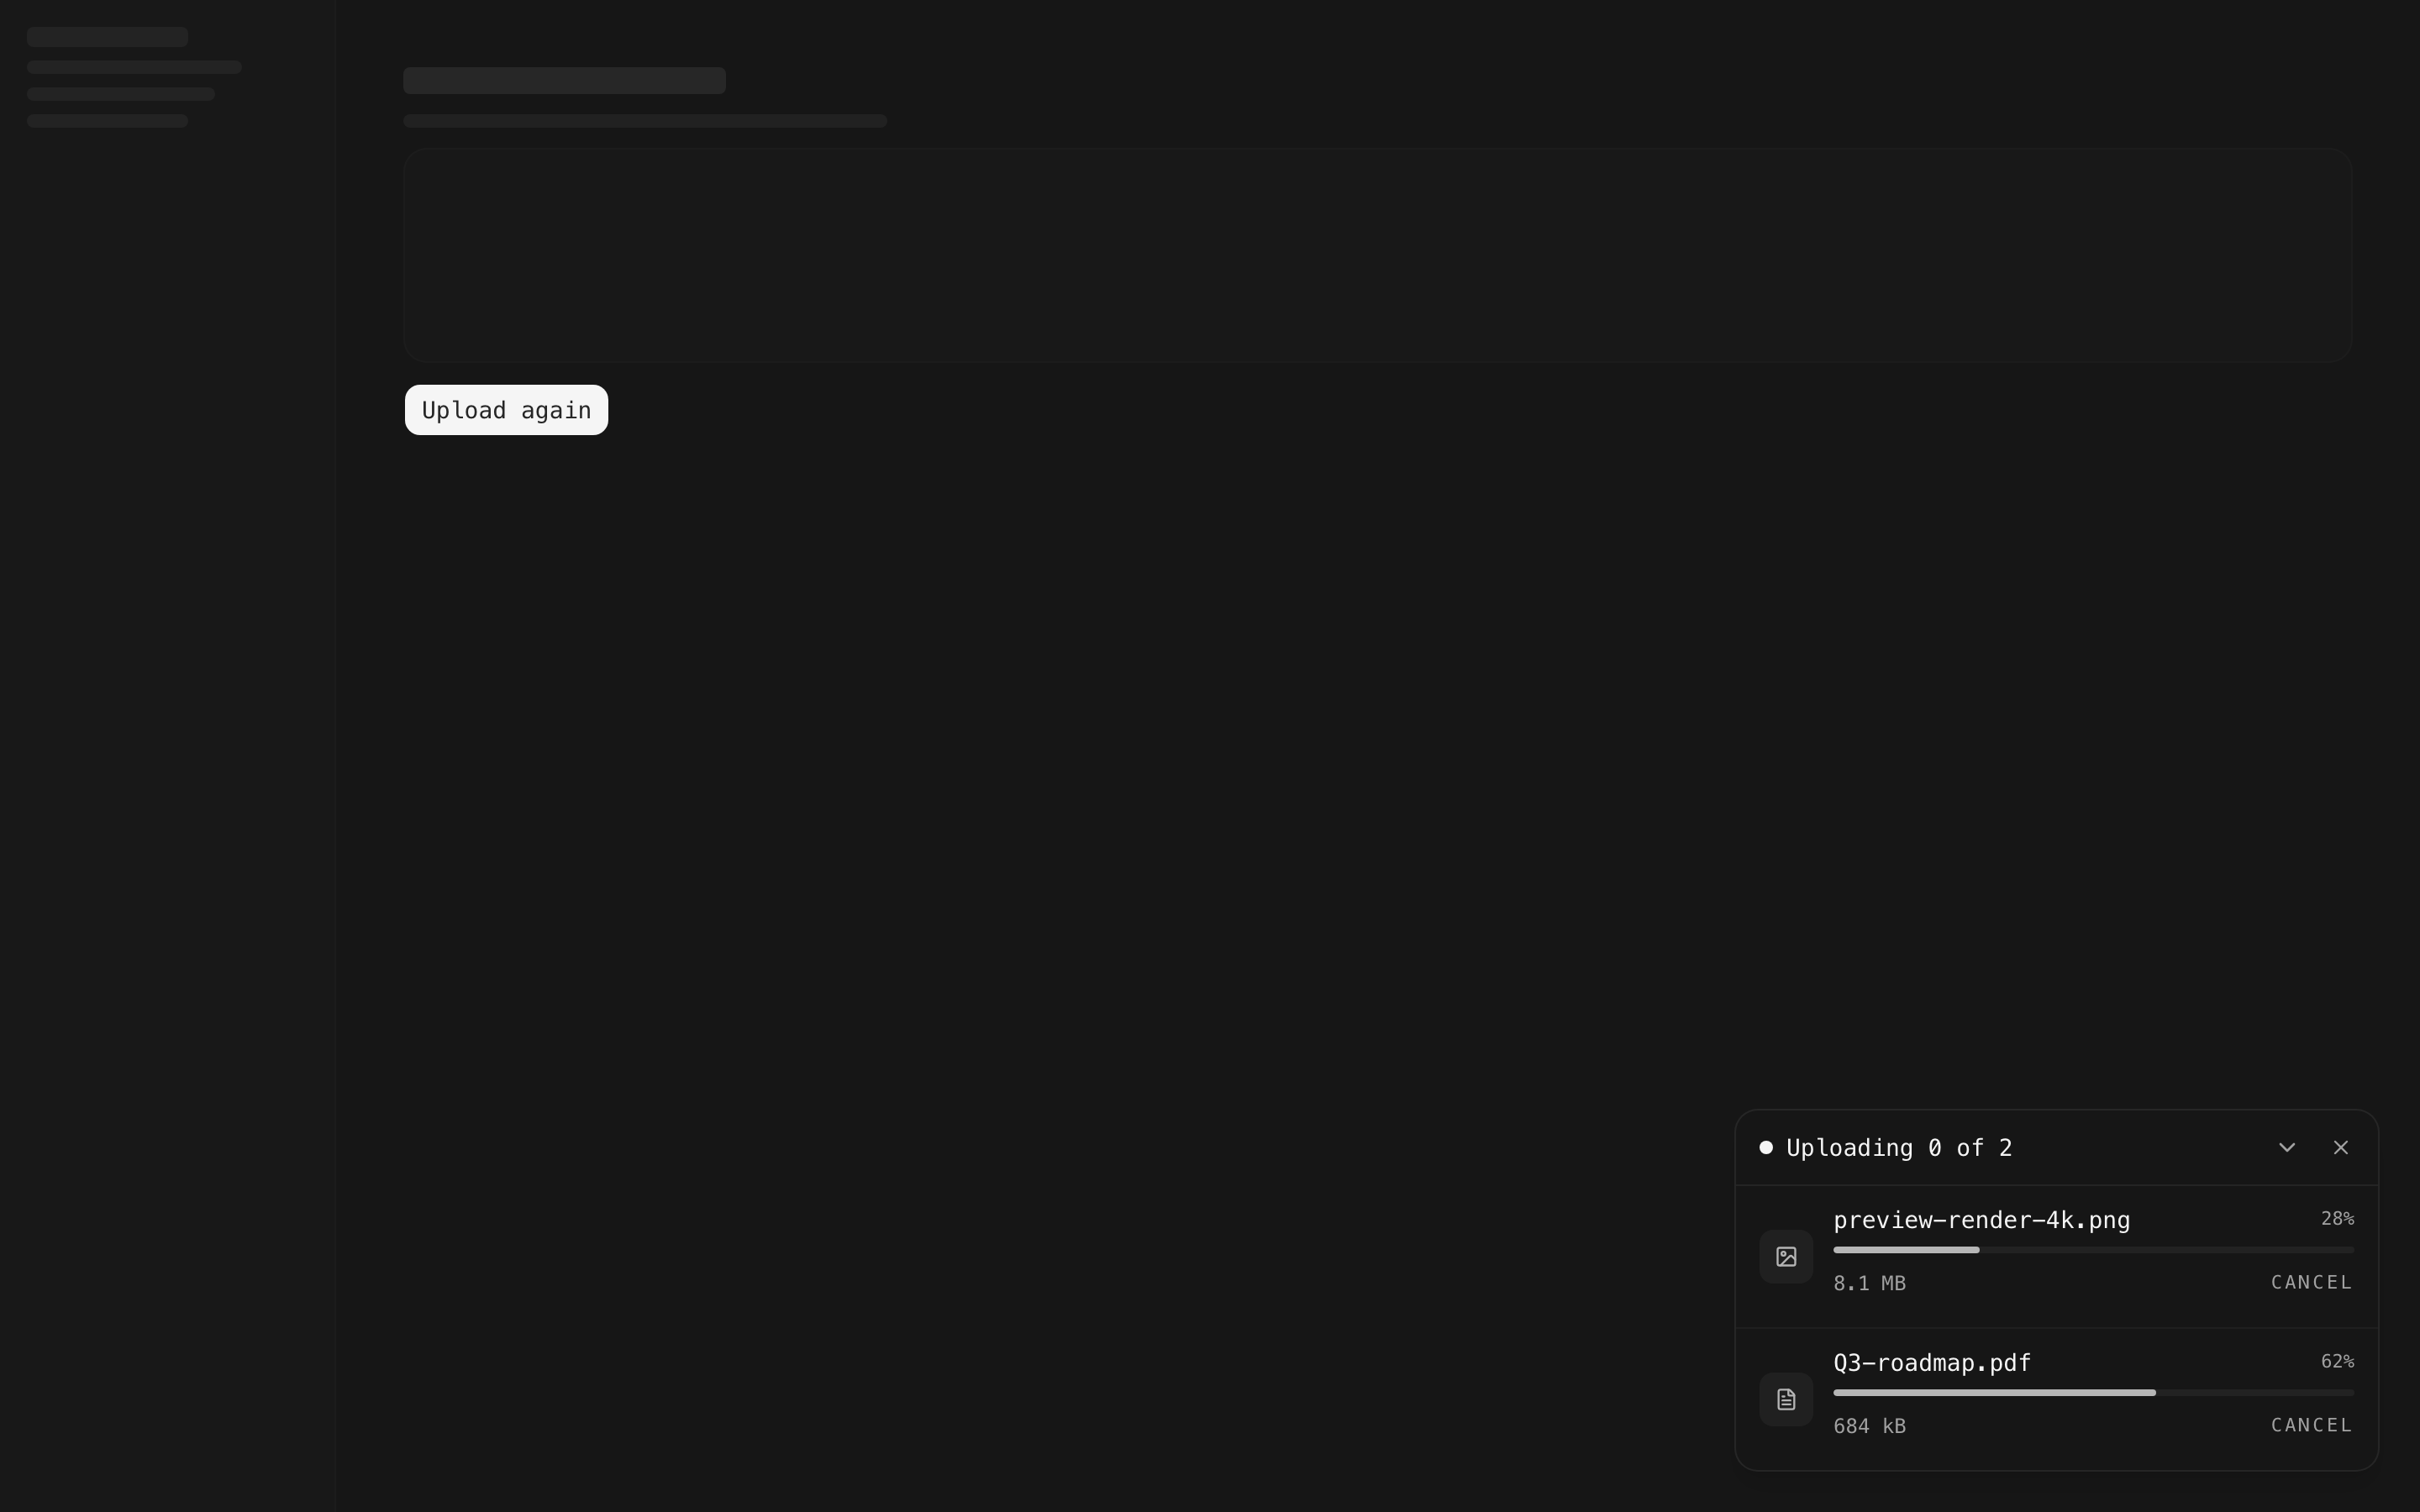 Upload again
Uploading 0 of 2
preview-render-4k.png 28%
8.1 MB CANCEL
Q3-roadmap.pdf 62%
684 kB CANCEL